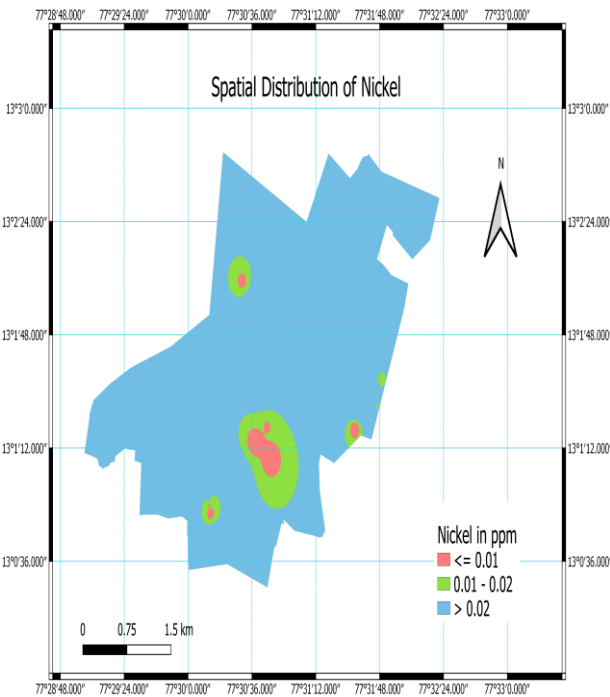 77°28'48.000" 77°29'24.000" 77°30'0.000" 77°30'36.000" 77°31'12.000" 77°31'48.000" 77°32'24.000" 77°33'0.000"
Spatial Distribution of Nickel
13°3'0.000" 13°3'0.000"
N
13°2'24.000" 13°2'24.000"
13°1'48.000" 13°1'48.000"
13°1'12.000" 13°1'12.000"
Nickel in ppm
<= 0.01
13°0'36.000" 13°0'36.000"
0.01 - 0.02
> 0.02
0 0.75 1.5 km
77°28'48.000" 77°29'24.000" 77°30'0.000" 77°30'36.000" 77°31'12.000" 77°31'48.000" 77°32'24.000" 77°33'0.000"